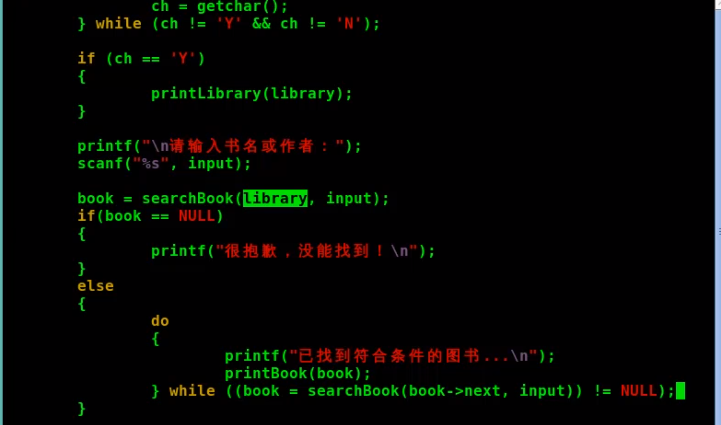 ch = getchar();
} while (ch != 'Y' && ch != 'N');
if (ch == 'Y')
{
printLibrary(library);
}
printf("\n请输入书名或作者：");
scanf("%s", input);
book = searchBook(library, input);
if(book == NULL)
{
printf("很抱歉，没能找到！\n");
}
else
{
do
{
printf("已找到符合条件的图书...\n");
printBook(book);
} while ((book = searchBook(book->next, input)) != NULL);
}